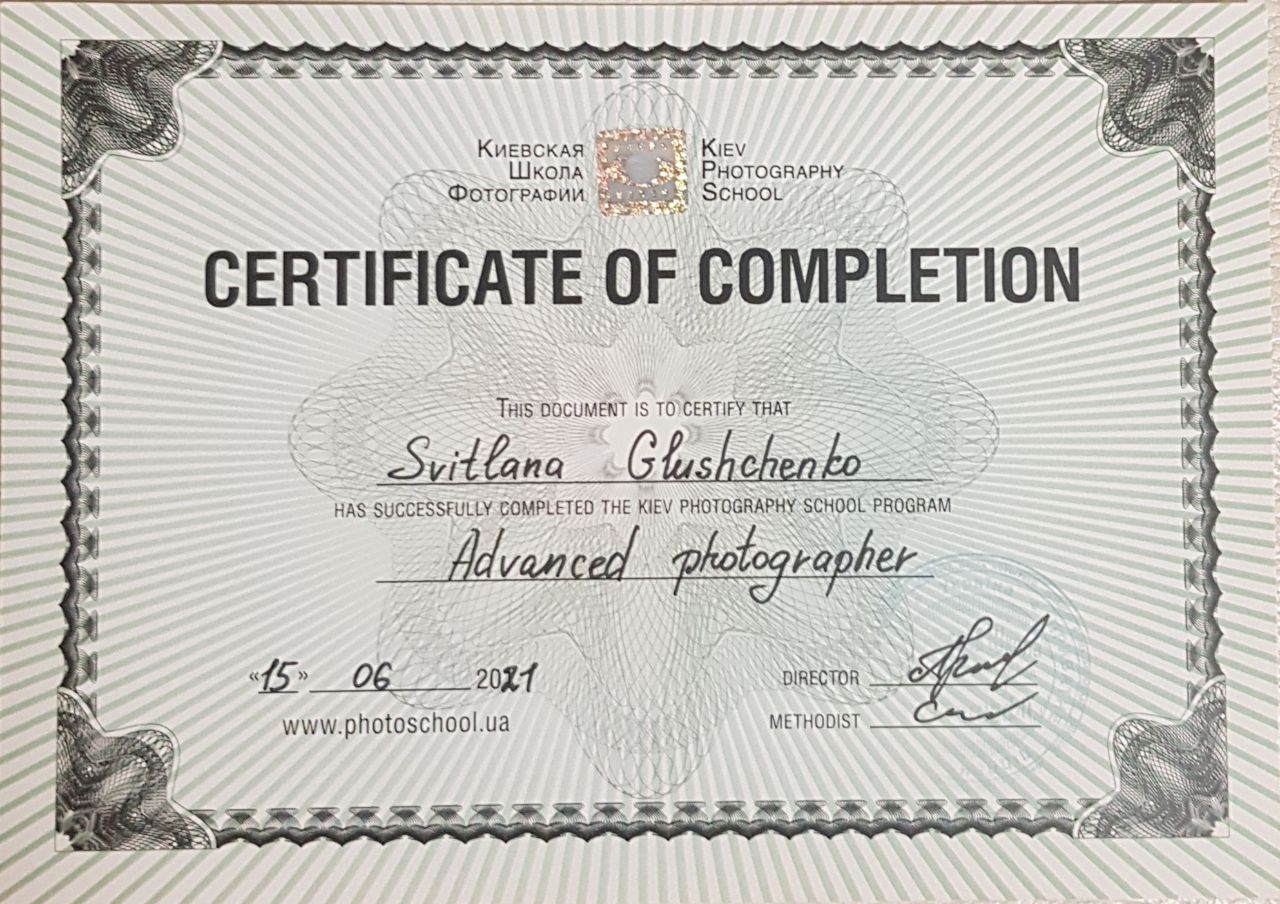 Киевская
Школа
Фотографии
Kiev
Photography
School
CERTIFICATE OF COMPLETION
THIS DOCUMENT IS TO CERTIFY THAT
Svitlana Glushchenko
HAS SUCCESSFULLY COMPLETED THE KIEV PHOTOGRAPHY SCHOOL PROGRAM
Advanced photographer
«15» 06 2021
www.photoschool.ua
DIRECTOR
METHODIST